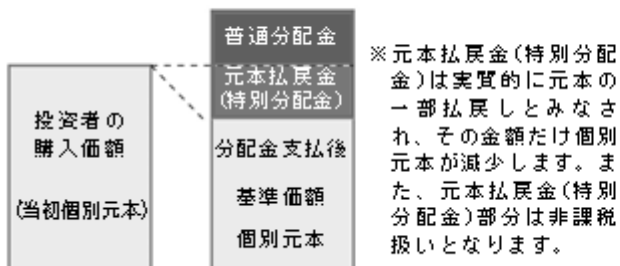 普通分配金
元本払戻金
(特別分配金)
投資者の
購入価額
(当初個別元本)
分配金支払後
基準価額
個別元本
※元本払戻金(特別分配
金)は実質的に元本の
一部払戻しとみなさ
れ、その金額だけ個別
元本が減少します。ま
た、元本払戻金(特別
分配金)部分は非課税
扱いとなります。